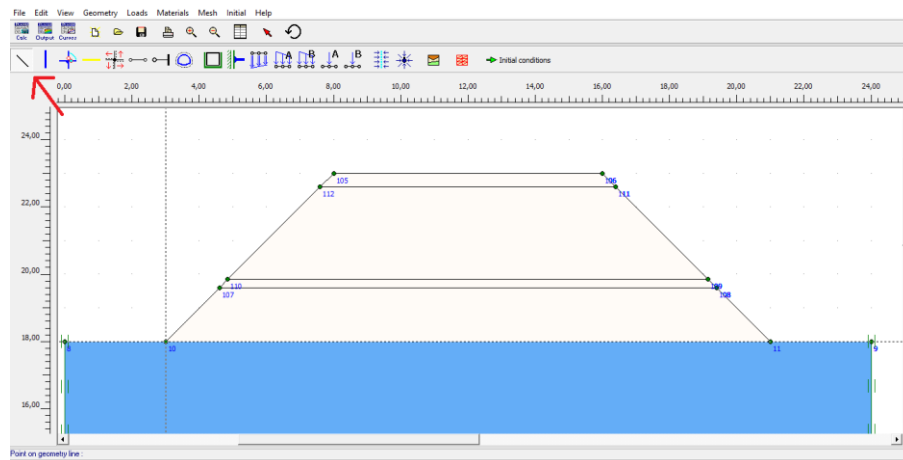 File Edit View Geometry Loads Materials Mesh Initial Help
Calc Output Curves
A B A B Initial conditions
0,00 2,00 4,00 6,00 8,00 10,00 12,00 14,00 16,00 18,00 20,00 22,00 24,00
24,00
105 106
112 111
22,00
20,00
110 109
107 108
18,00
8 10 11 9
16,00
Point on geometry line :